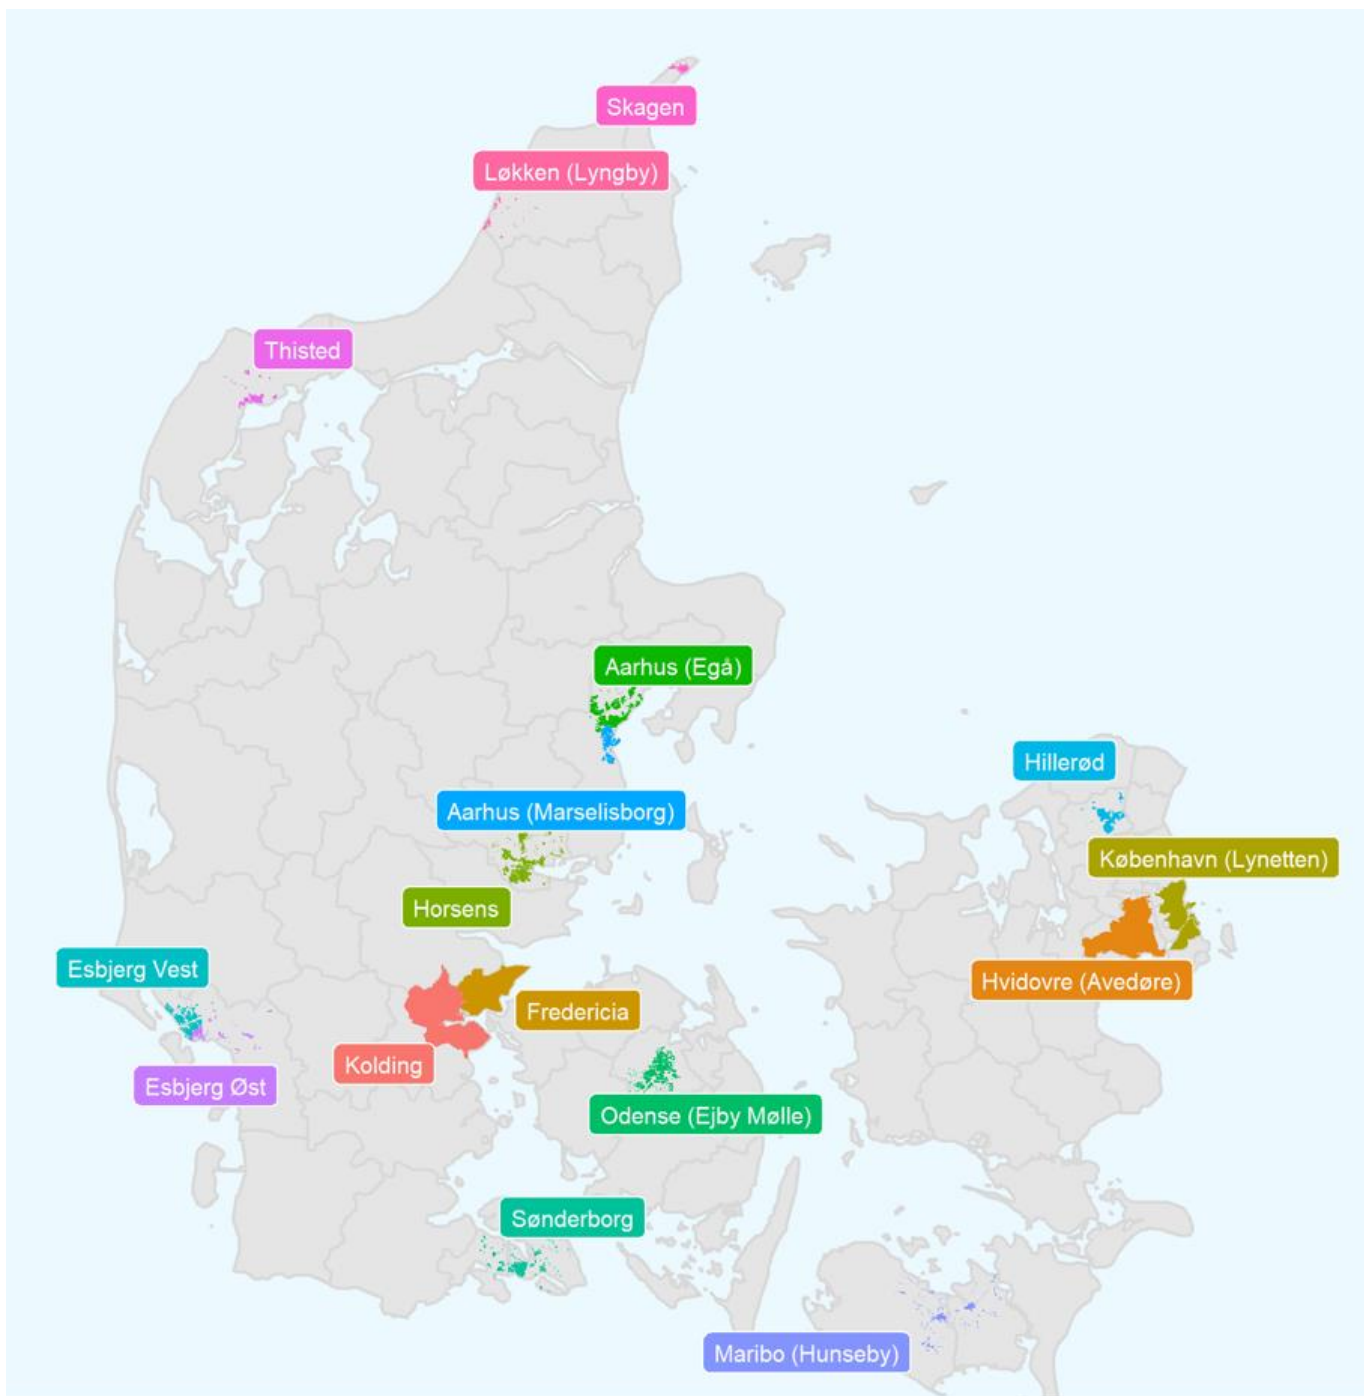 Skagen
Løkken (Lyngby)
Thisted
Aarhus (Egå)
Hillerød
Aarhus (Marselisborg)
København (Lynetten)
Horsens
Esbjerg Vest
Hvidovre (Avedøre)
Fredericia
Kolding
Esbjerg Øst
Odense (Ejby Mølle)
Sønderborg
Maribo (Hunseby)